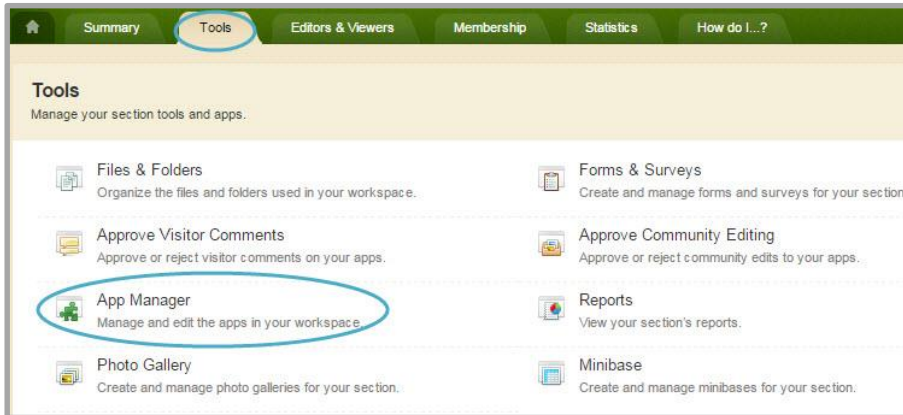 Summary Tools Editors & Viewers Membership Statistics How do I...?
Tools
Manage your section tools and apps.
Files & Folders
Organize the files and folders used in your workspace.
Forms & Surveys
Create and manage forms and surveys for your section
Approve Visitor Comments
Approve or reject visitor comments on your apps.
Approve Community Editing
Approve or reject community edits to your apps.
App Manager
Manage and edit the apps in your workspace.
Reports
View your section's reports.
Photo Gallery
Create and manage photo galleries for your section.
Minibase
Create and manage minibases for your section.